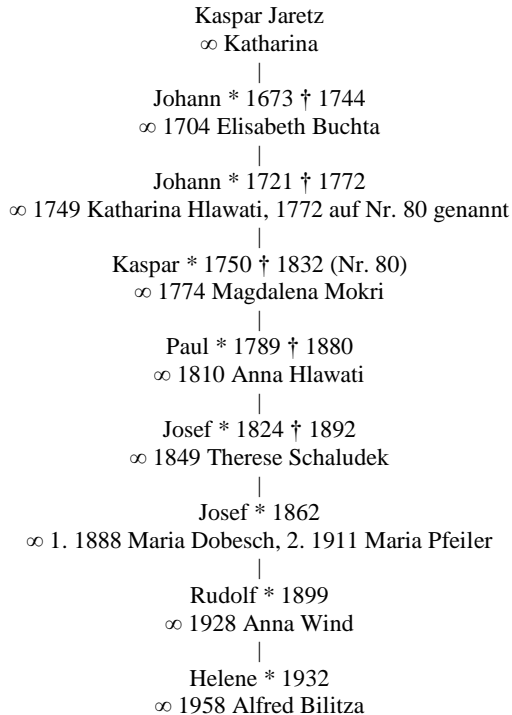 Kaspar Jaretz
∞ Katharina
|
Johann * 1673 † 1744
∞ 1704 Elisabeth Buchta
|
Johann * 1721 † 1772
∞ 1749 Katharina Hlawati, 1772 auf Nr. 80 genannt
|
Kaspar * 1750 † 1832 (Nr. 80)
∞ 1774 Magdalena Mokri
|
Paul * 1789 † 1880
∞ 1810 Anna Hlawati
|
Josef * 1824 † 1892
∞ 1849 Therese Schaludek
|
Josef * 1862
∞ 1. 1888 Maria Dobesch, 2. 1911 Maria Pfeiler
|
Rudolf * 1899
∞ 1928 Anna Wind
|
Helene * 1932
∞ 1958 Alfred Bilitza